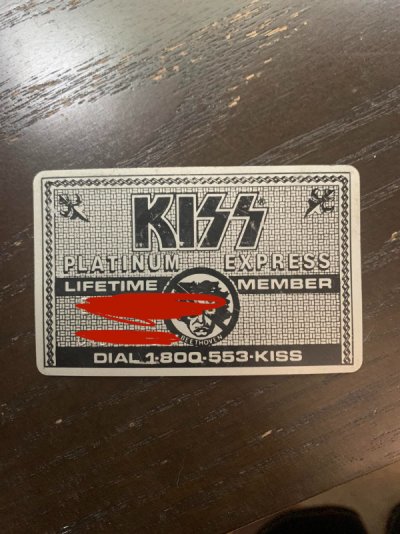 KISS®
PLATINUM EXPRESS
LIFETIME MEMBER
BEETHOVEN
DIAL 1·800·553·KISS